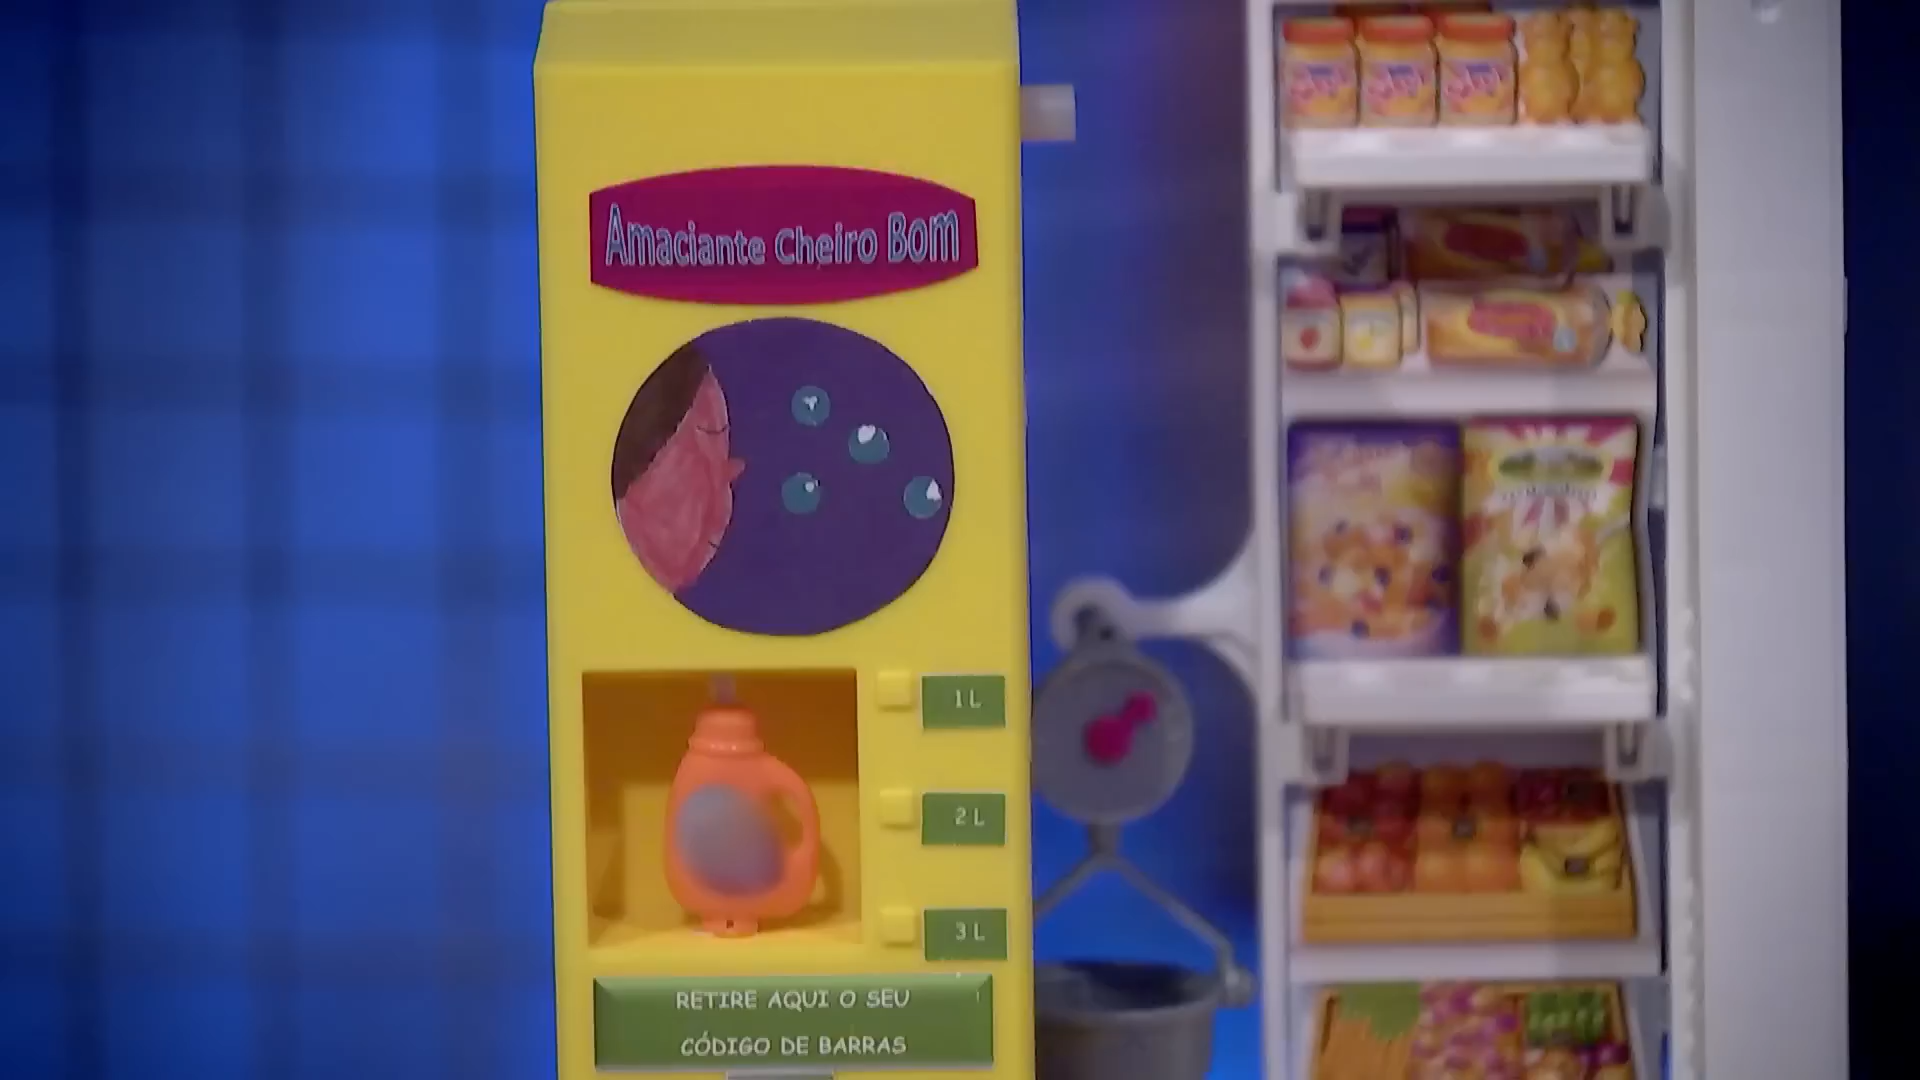 Amaciante Cheiro Bom
1 L
2 L
3 L
RETIRE AQUI O SEU
CÓDIGO DE BARRAS